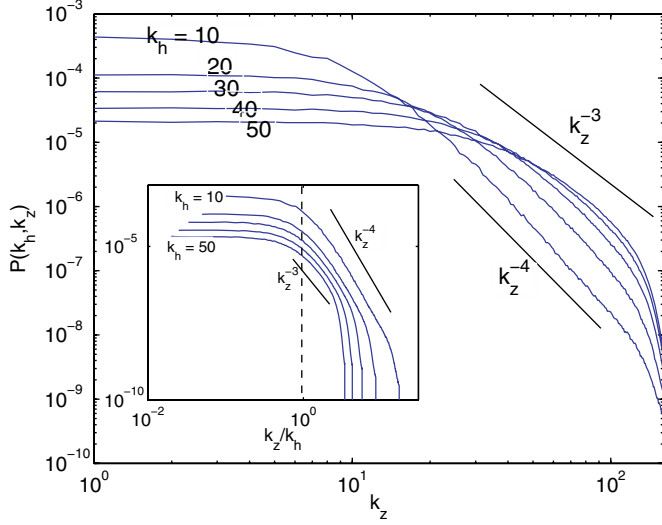 k_h = 10
20
30
40
50
k_z^{-3}
k_z^{-4}
P(k_h,k_z)
10^{-4}
10^{-5}
10^{-6}
10^{-7}
10^{-8}
10^{-9}
10^{-10}
10^0
10^1
10^2
k_z
k_h = 10
k_h = 50
k_z^{-4}
k_z^{-3}
10^{-5}
10^{-10}
10^{-2}
10^0
k_z/k_h